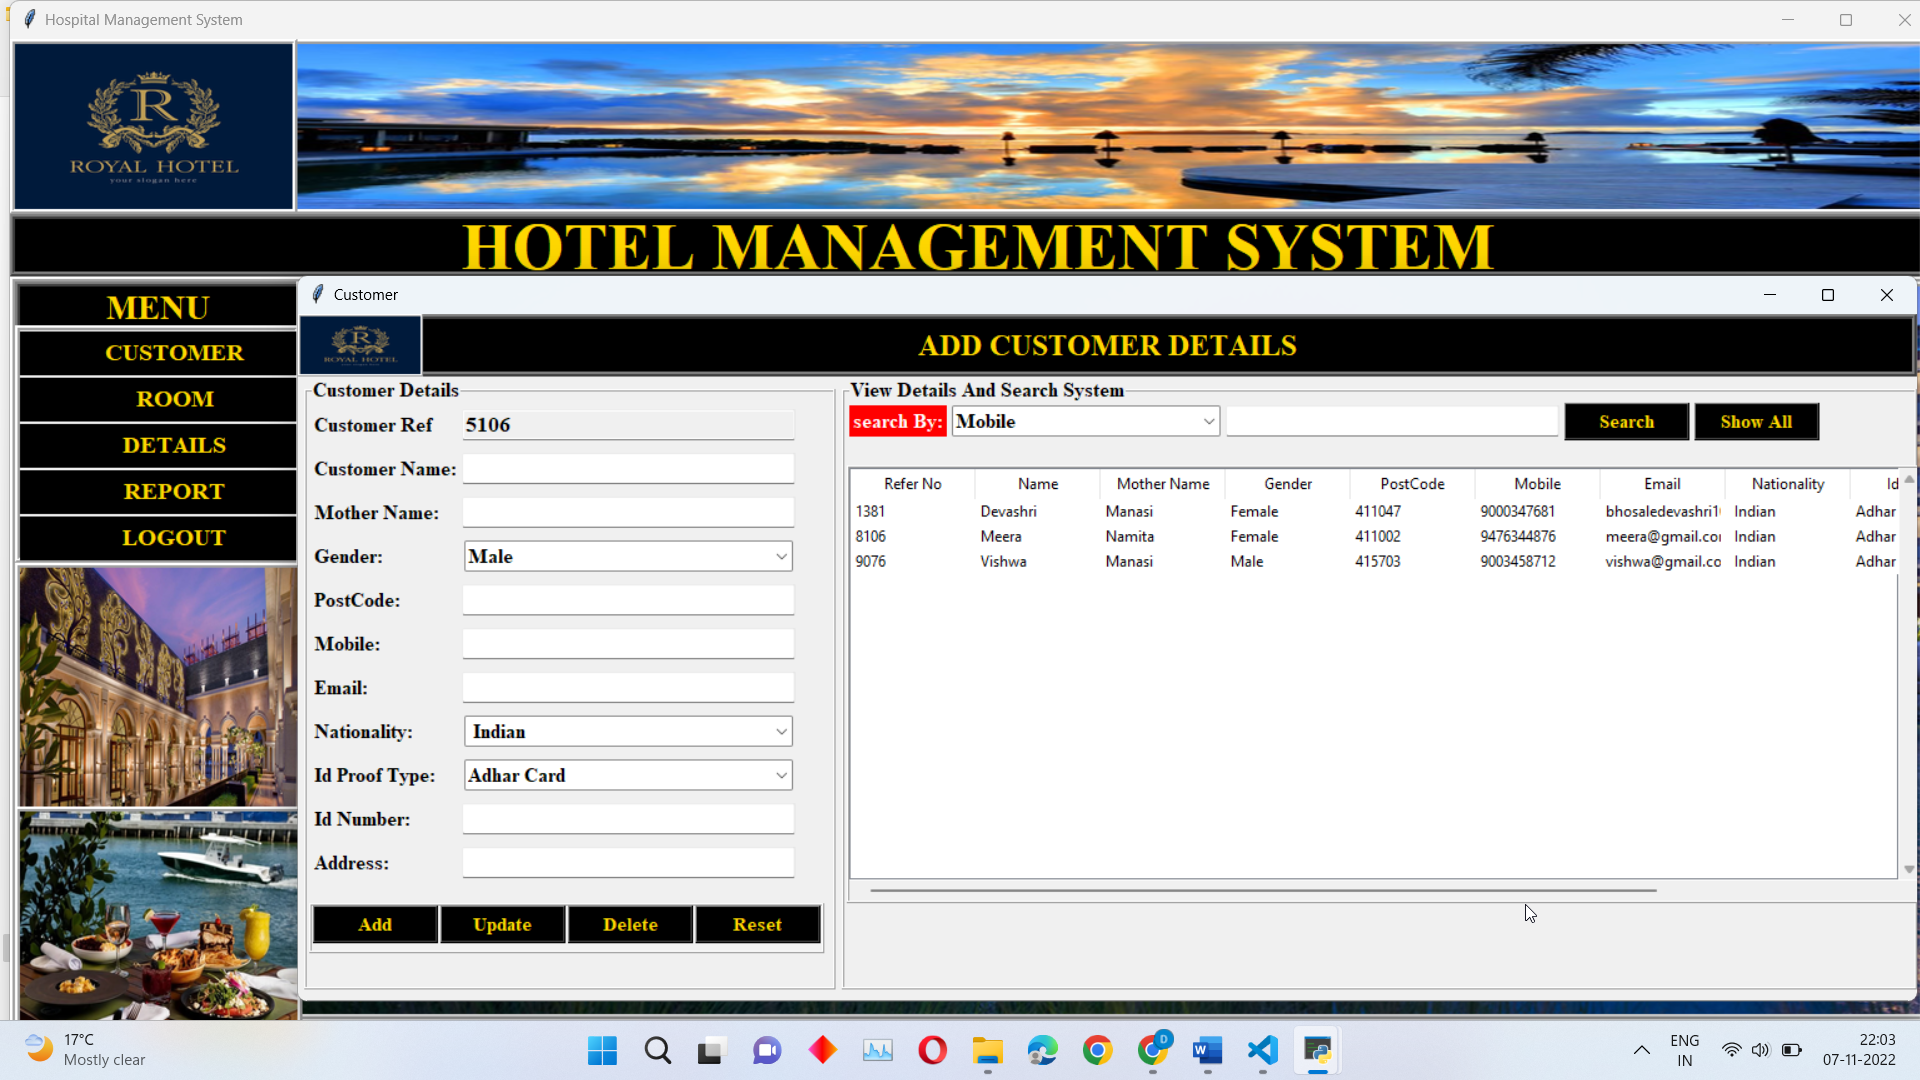 Hospital Management System
R
ROYAL HOTEL
your slogan here
HOTEL MANAGEMENT SYSTEM
MENU
CUSTOMER
ROOM
DETAILS
REPORT
LOGOUT
Customer
R
ROYAL HOTEL
ADD CUSTOMER DETAILS
Customer Details
Customer Ref 5106
Customer Name:
Mother Name:
Gender: Male
PostCode:
Mobile:
Email:
Nationality: Indian
Id Proof Type: Adhar Card
Id Number:
Address:
Add Update Delete Reset
View Details And Search System
search By: Mobile Search Show All
Refer No Name Mother Name Gender PostCode Mobile Email Nationality Id
1381 Devashri Manasi Female 411047 9000347681 bhosaledevashri1 Indian Adhar
8106 Meera Namita Female 411002 9476344876 meera@gmail.co Indian Adhar
9076 Vishwa Manasi Male 415703 9003458712 vishwa@gmail.co Indian Adhar
17°C
Mostly clear
D
W
ENG
IN
22:03
07-11-2022